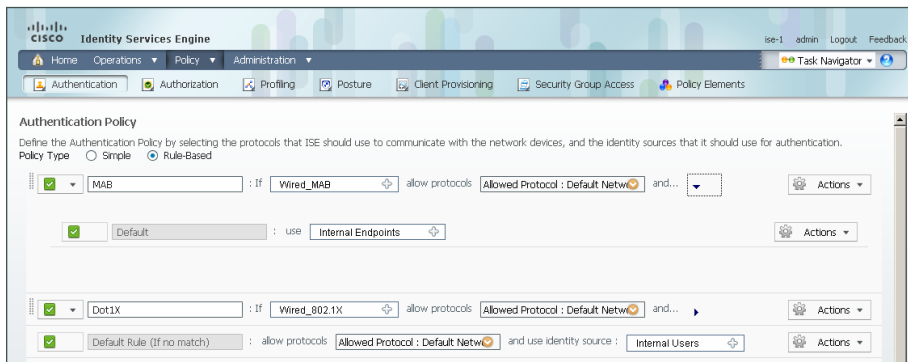 CISCO Identity Services Engine ise-1 admin Logout Feedback
Home Operations Policy Administration Task Navigator
Authentication Authorization Profiling Posture Client Provisioning Security Group Access Policy Elements
Authentication Policy
Define the Authentication Policy by selecting the protocols that ISE should use to communicate with the network devices, and the identity sources that it should use for authentication.
Policy Type Simple Rule-Based
MAB : If Wired_MAB allow protocols Allowed Protocol : Default Netw and... Actions
Default : use Internal Endpoints Actions
Dot1X : If Wired_802.1X allow protocols Allowed Protocol : Default Netw and... Actions
Default Rule (If no match) : allow protocols Allowed Protocol : Default Netw and use identity source : Internal Users Actions